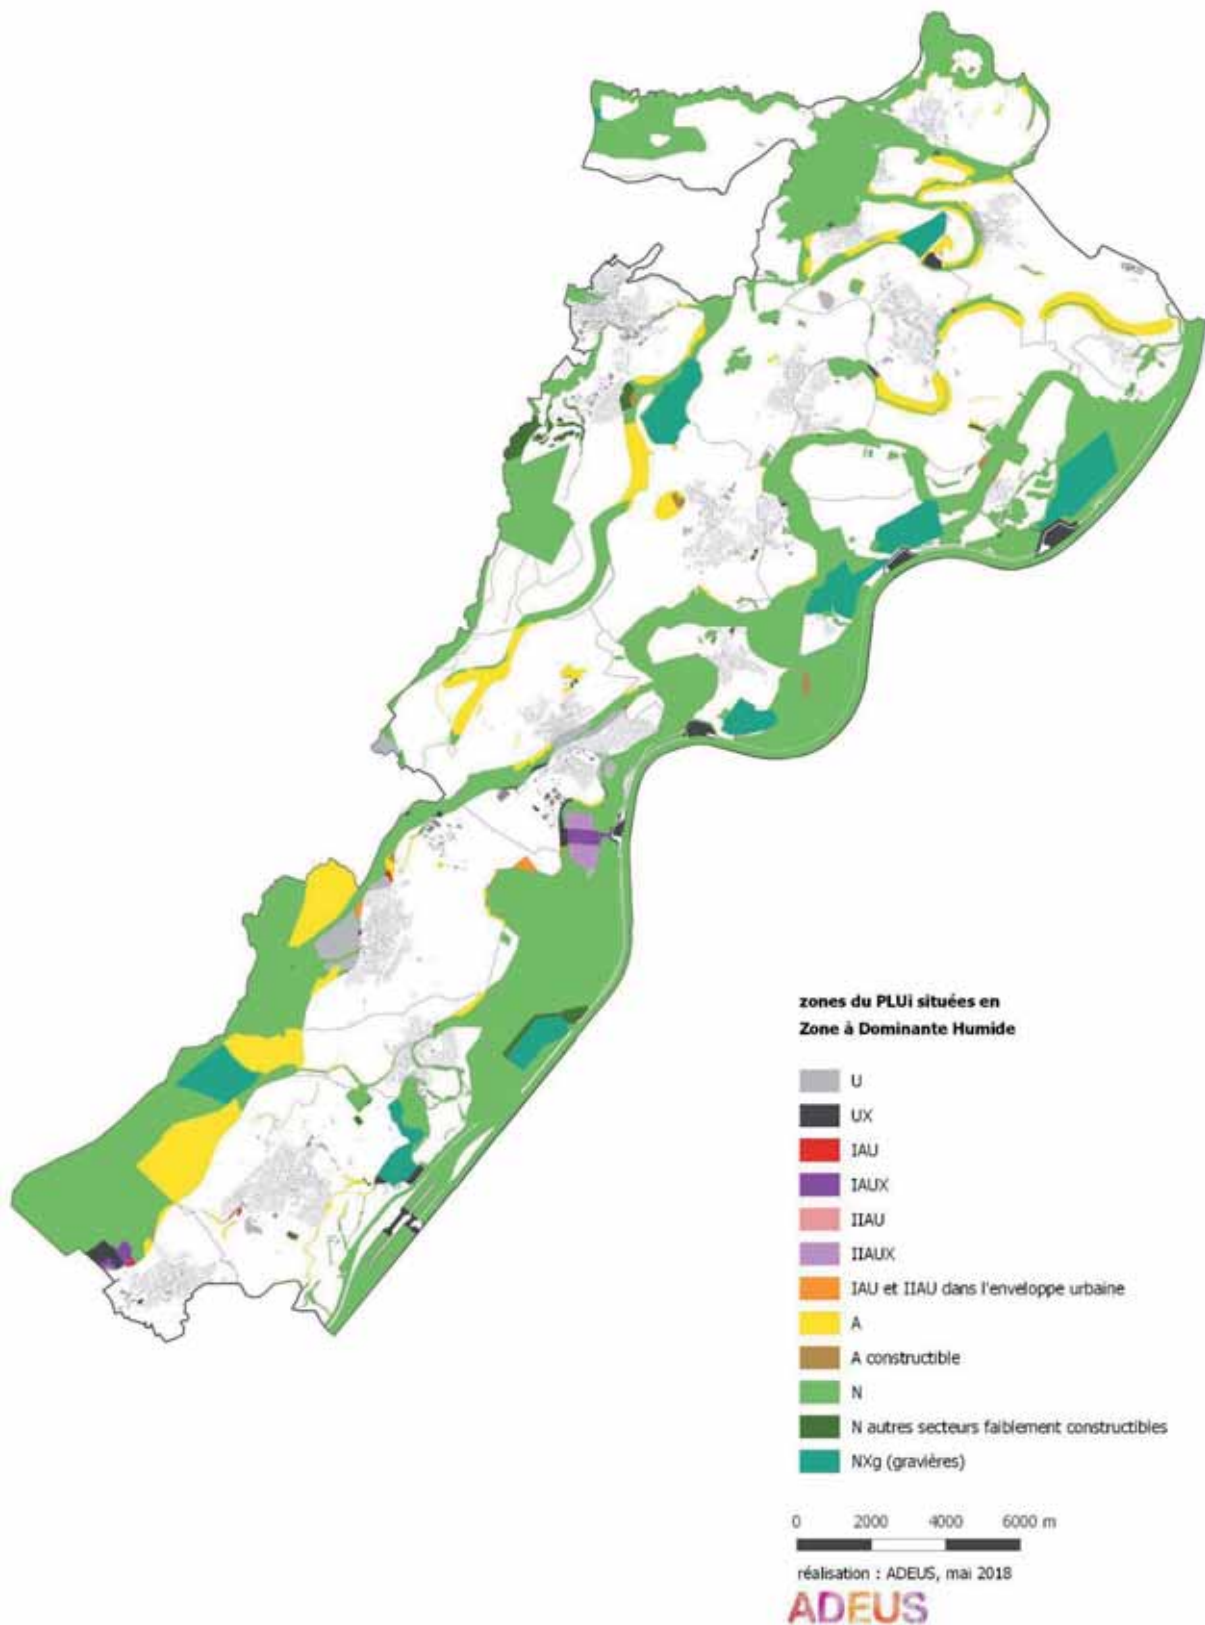 zones du PLUi situées en
Zone à Dominante Humide
U
UX
IAU
IAUX
IIAU
IIAUX
IAU et IIAU dans l'enveloppe urbaine
A
A constructible
N
N autres secteurs faiblement constructibles
NXg (gravières)
0 2000 4000 6000 m
réalisation : ADEUS, mai 2018
ADEUS